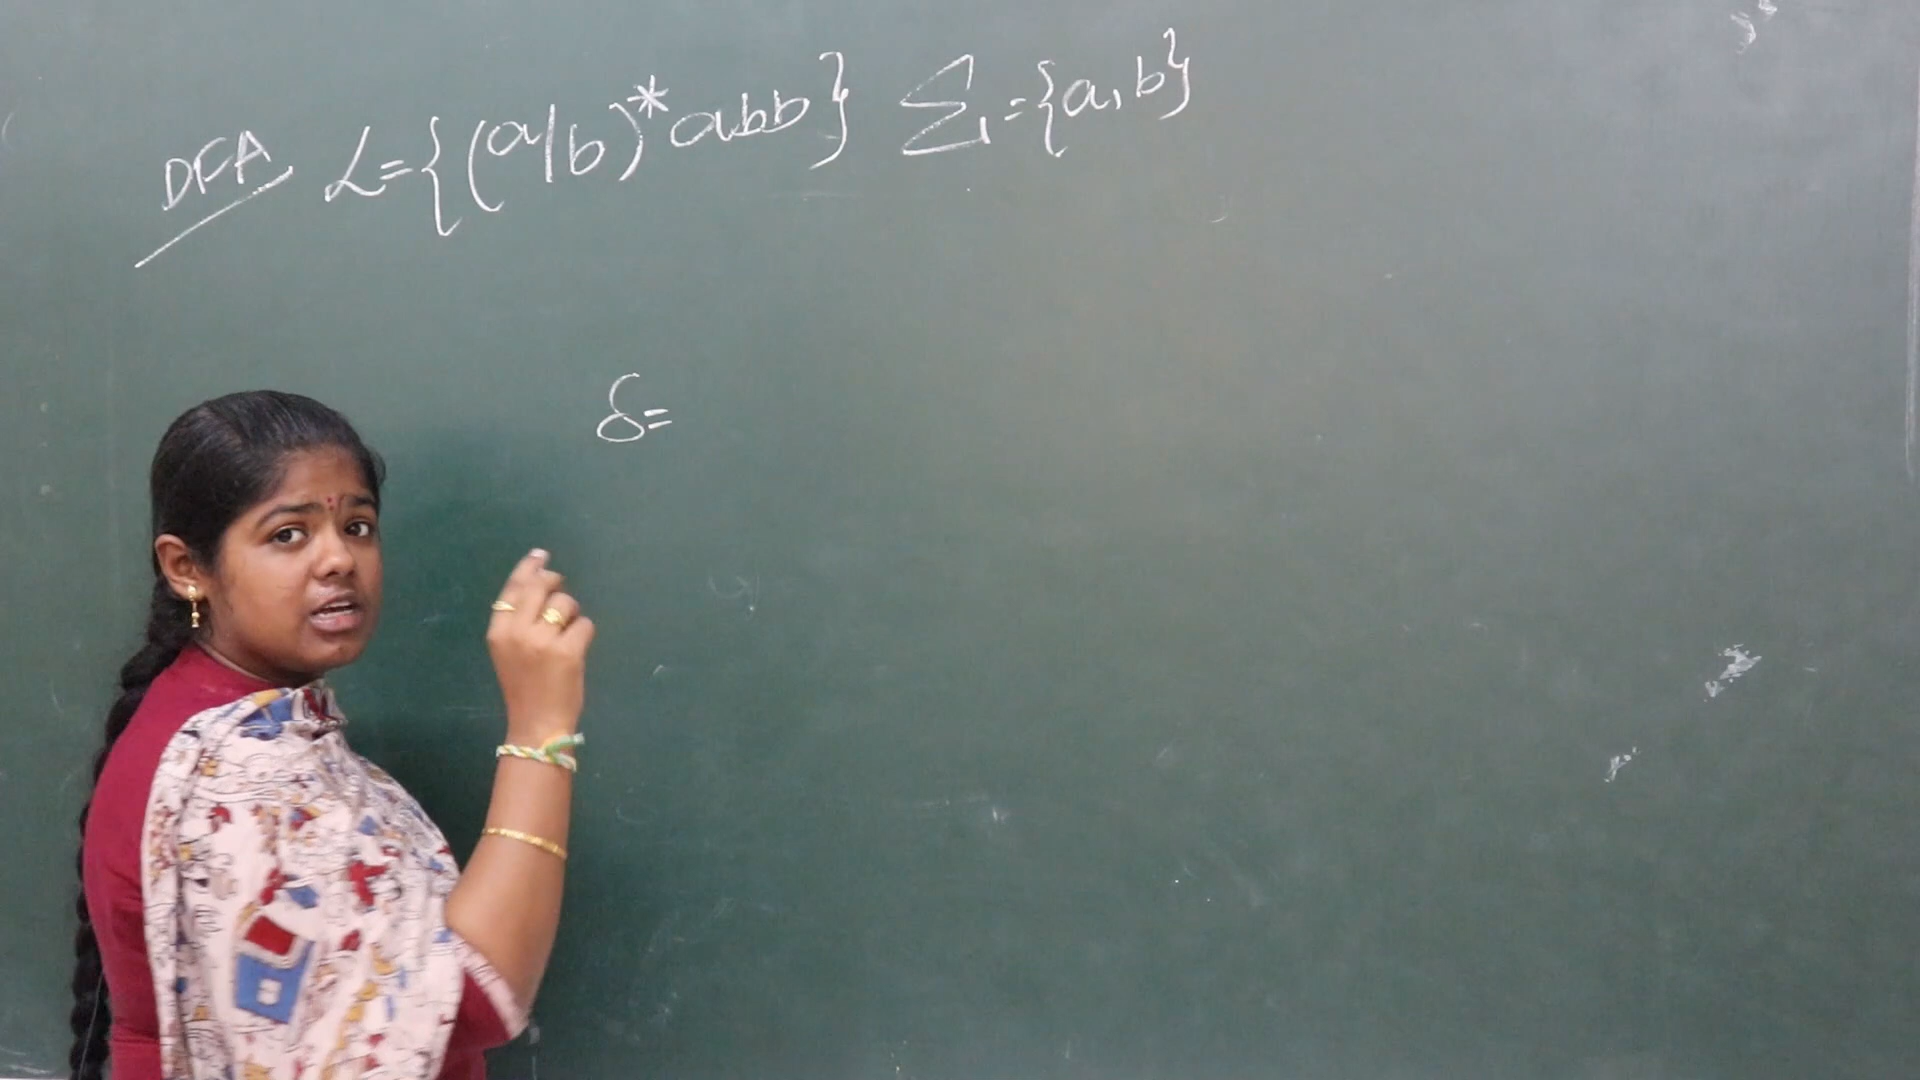 DFA L={(a/b)*abb} Σ={a,b}
δ=